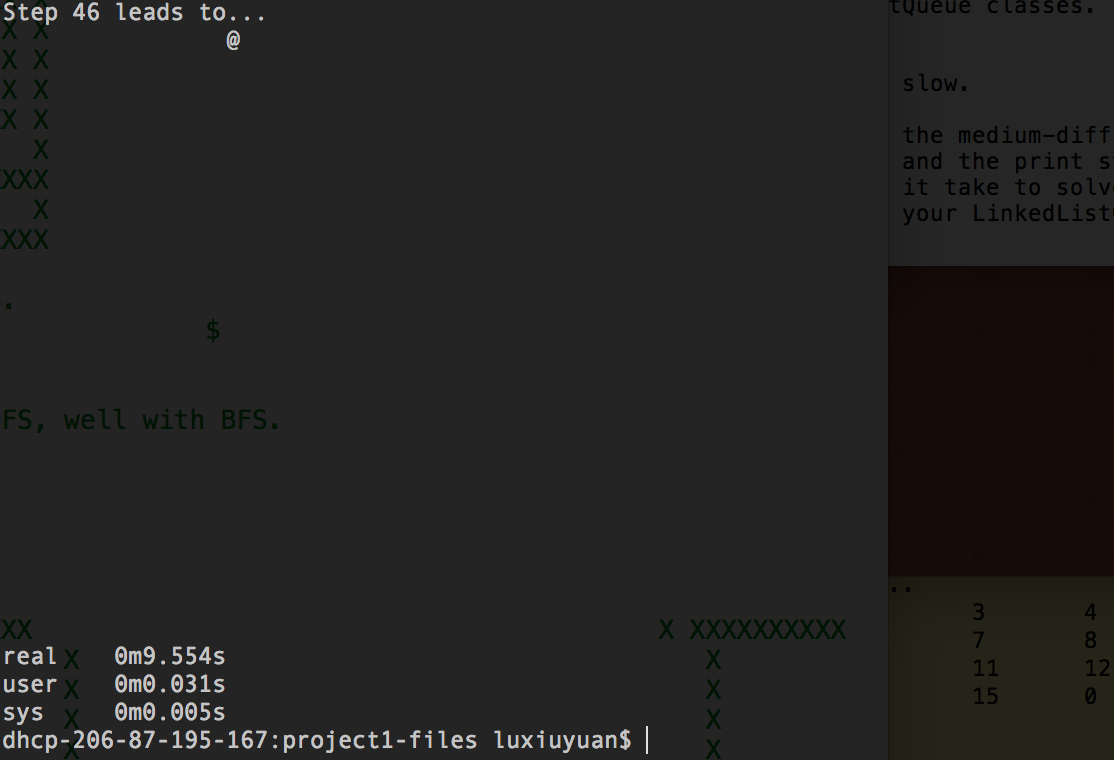 Step 46 leads to...
@
X X
X X
X X
X X
X
XXX
X
XXX
.
$
FS, well with BFS.
XX X XXXXXXXXXX
real 0m9.554s
user 0m0.031s
sys 0m0.005s
dhcp-206-87-195-167:project1-files luxiuyuan$
X X
X X
X X
X X
tQueue classes.
slow.
the medium-diff
and the print s
it take to solv
your LinkedList
..
3 4
7 8
11 12
15 0